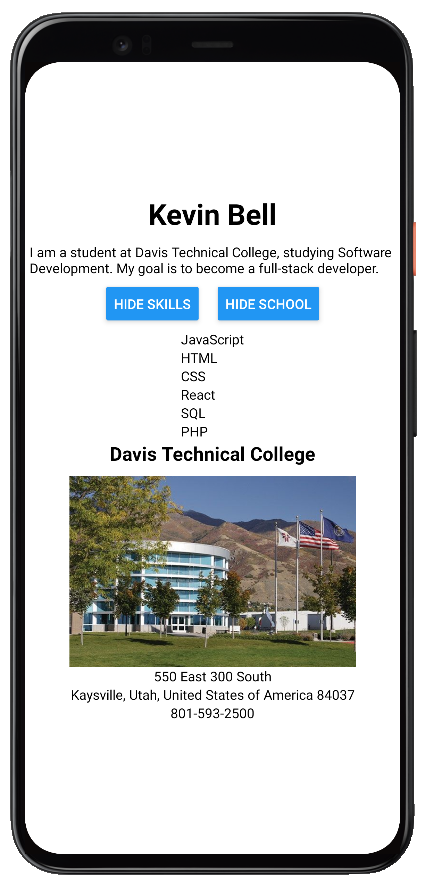 Kevin Bell
I am a student at Davis Technical College, studying Software
Development. My goal is to become a full-stack developer.
HIDE SKILLS HIDE SCHOOL
JavaScript
HTML
CSS
React
SQL
PHP
Davis Technical College
550 East 300 South
Kaysville, Utah, United States of America 84037
801-593-2500